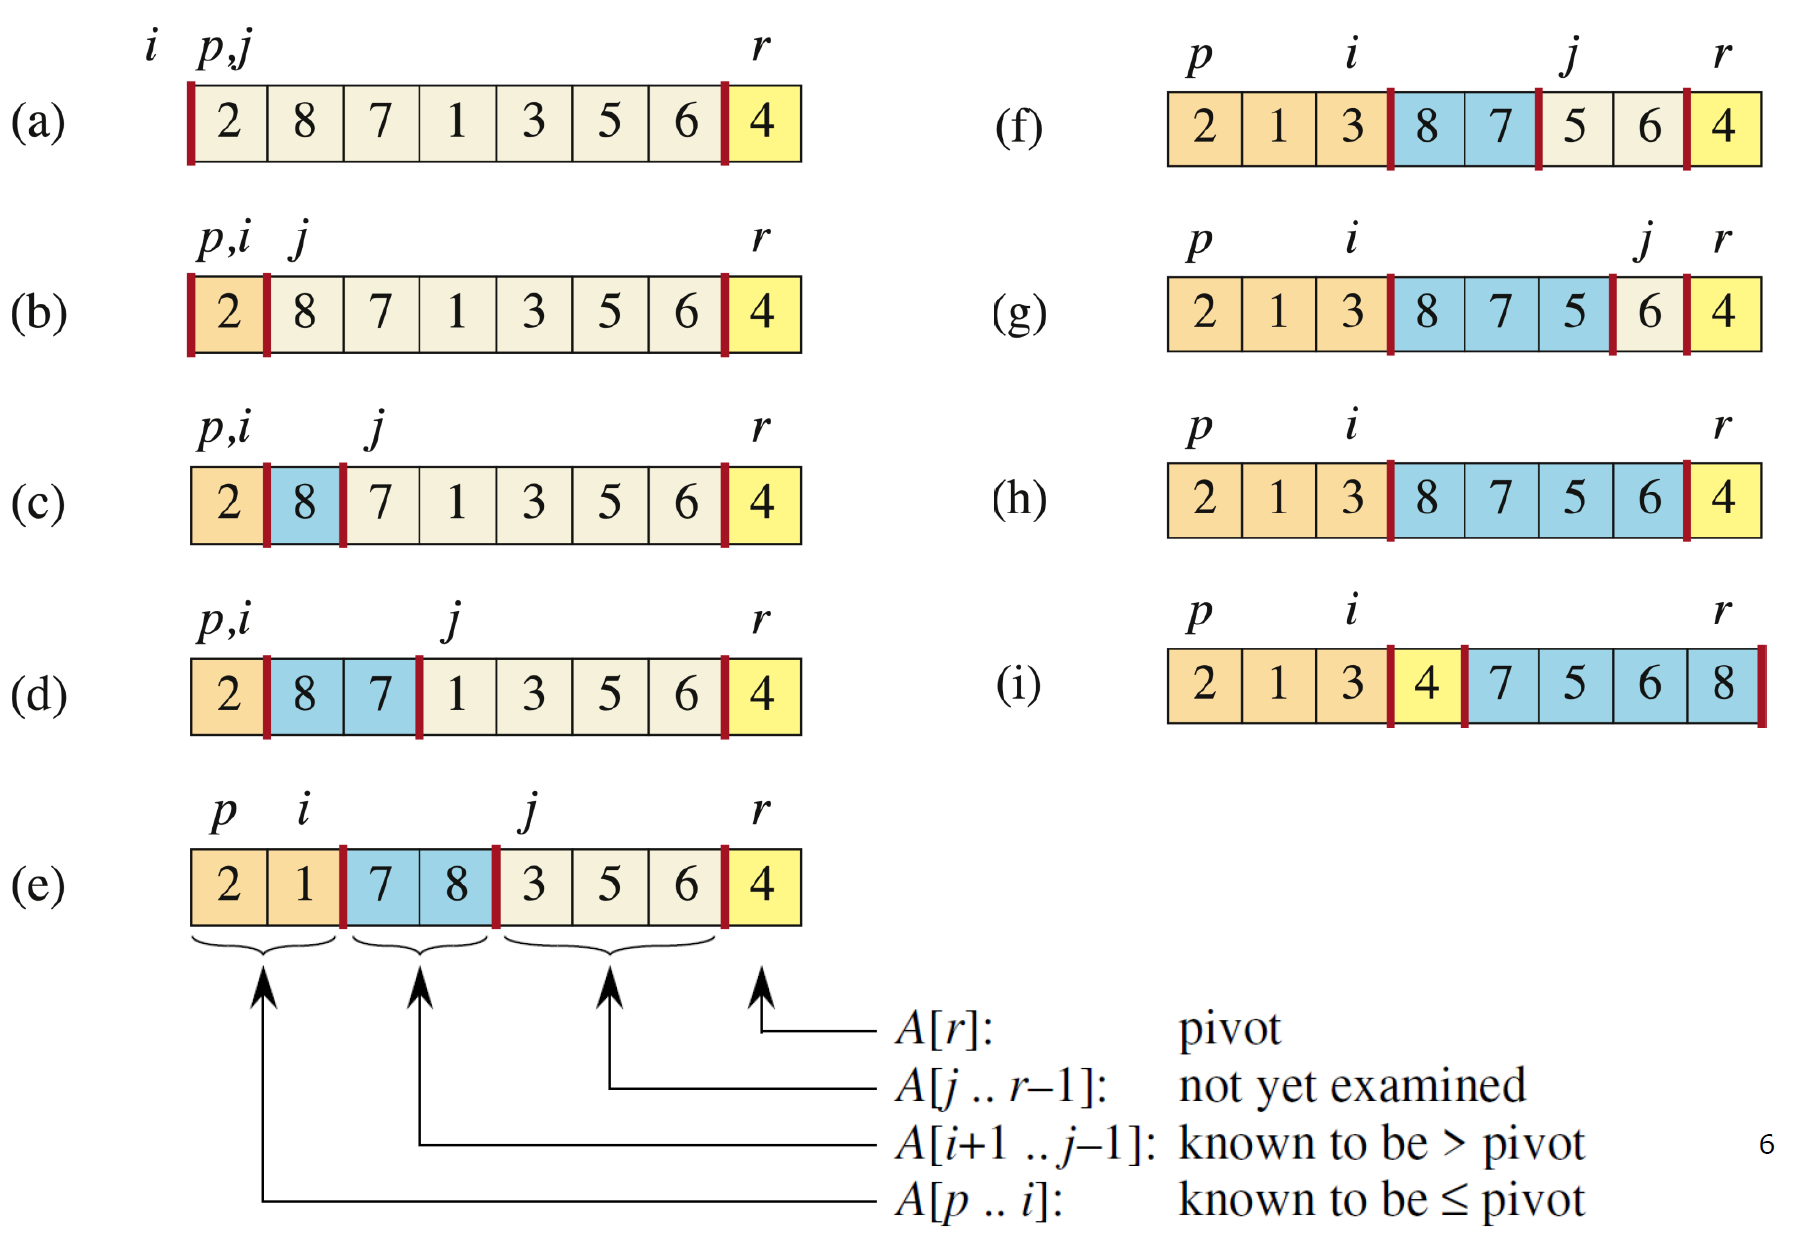 i p,j r
(a) 2 8 7 1 3 5 6 4
p,i j r
(b) 2 8 7 1 3 5 6 4
p,i j r
(c) 2 8 7 1 3 5 6 4
p,i j r
(d) 2 8 7 1 3 5 6 4
p i j r
(e) 2 1 7 8 3 5 6 4
p i j r
(f) 2 1 3 8 7 5 6 4
p i j r
(g) 2 1 3 8 7 5 6 4
p i r
(h) 2 1 3 8 7 5 6 4
p i r
(i) 2 1 3 4 7 5 6 8
A[r]: pivot
A[j .. r–1]: not yet examined
A[i+1 .. j–1]: known to be > pivot
A[p .. i]: known to be ≤ pivot
6